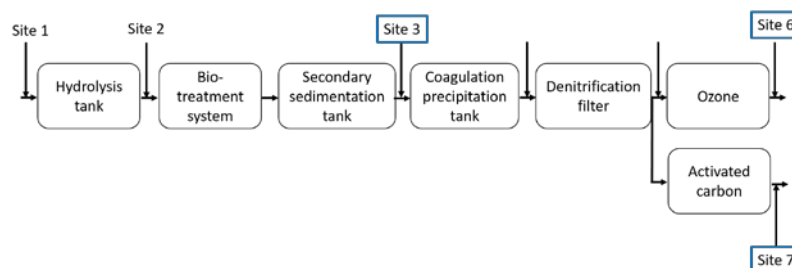 Site 1
Site 2
Site 3
Site 6
Hydrolysis
tank
Bio-
treatment
system
Secondary
sedimentation
tank
Coagulation
precipitation
tank
Denitrification
filter
Ozone
Activated
carbon
Site 7